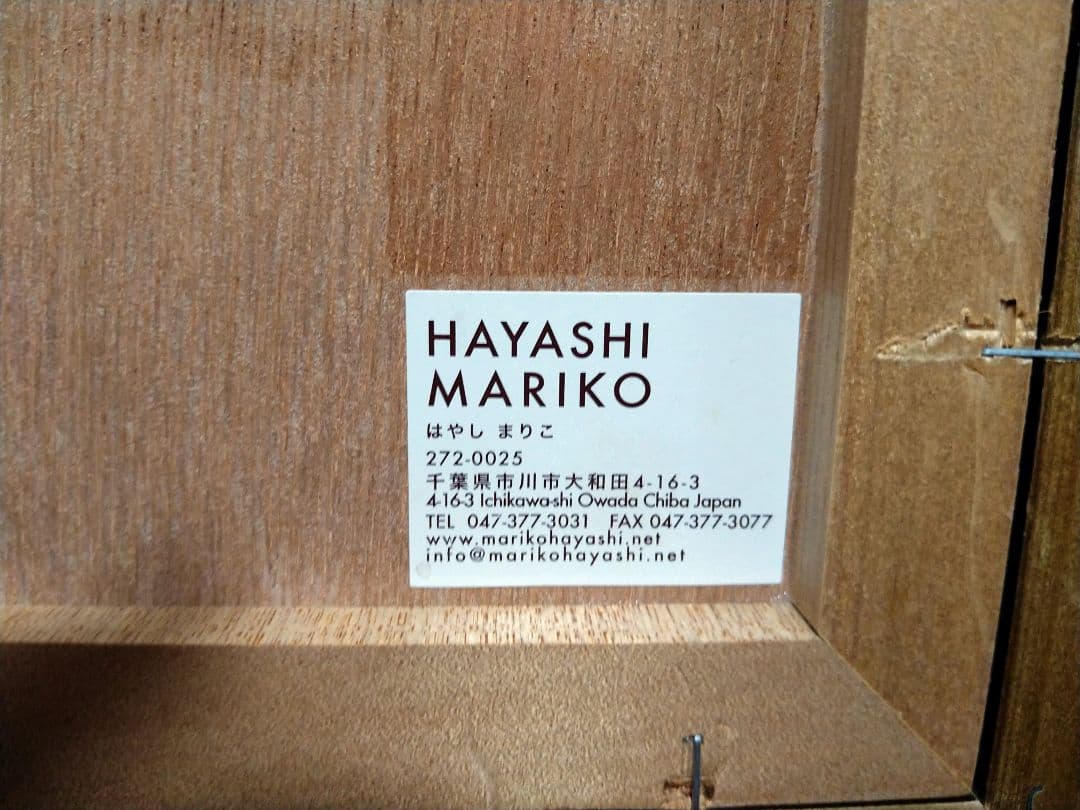 HAYASHI
MARIKO
はやし まりこ
272-0025
千葉県市川市大和田4-16-3
4-16-3 Ichikawa-shi Owada Chiba Japan
TEL 047-377-3031 FAX 047-377-3077
www.marikohayashi.net
info@marikohayashi.net